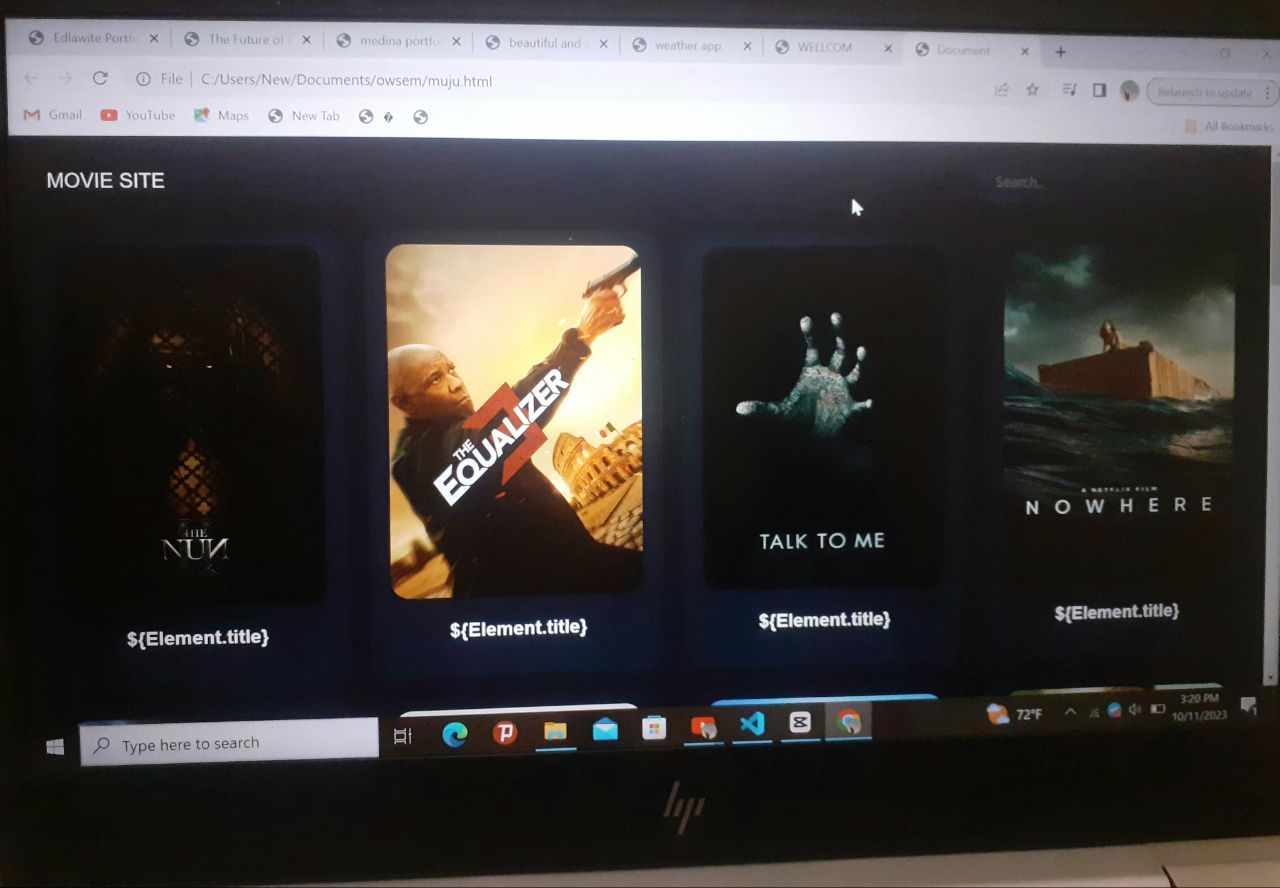 Edlawite Portf
The Future of
medina portfo
beautiful and
weather app
WELLCOM
Document
File
C:/Users/New/Documents/owsem/muju.html
Relaunch to update
Gmail
YouTube
Maps
New Tab
All Bookmarks
MOVIE SITE
Search..
THE
NUN
THE
EQUALIZER
3
TALK TO ME
A NETFLIX FILM
NOWHERE
${Element.title}
${Element.title}
${Element.title}
${Element.title}
Type here to search
72°F
3:20 PM
10/11/2023
hp